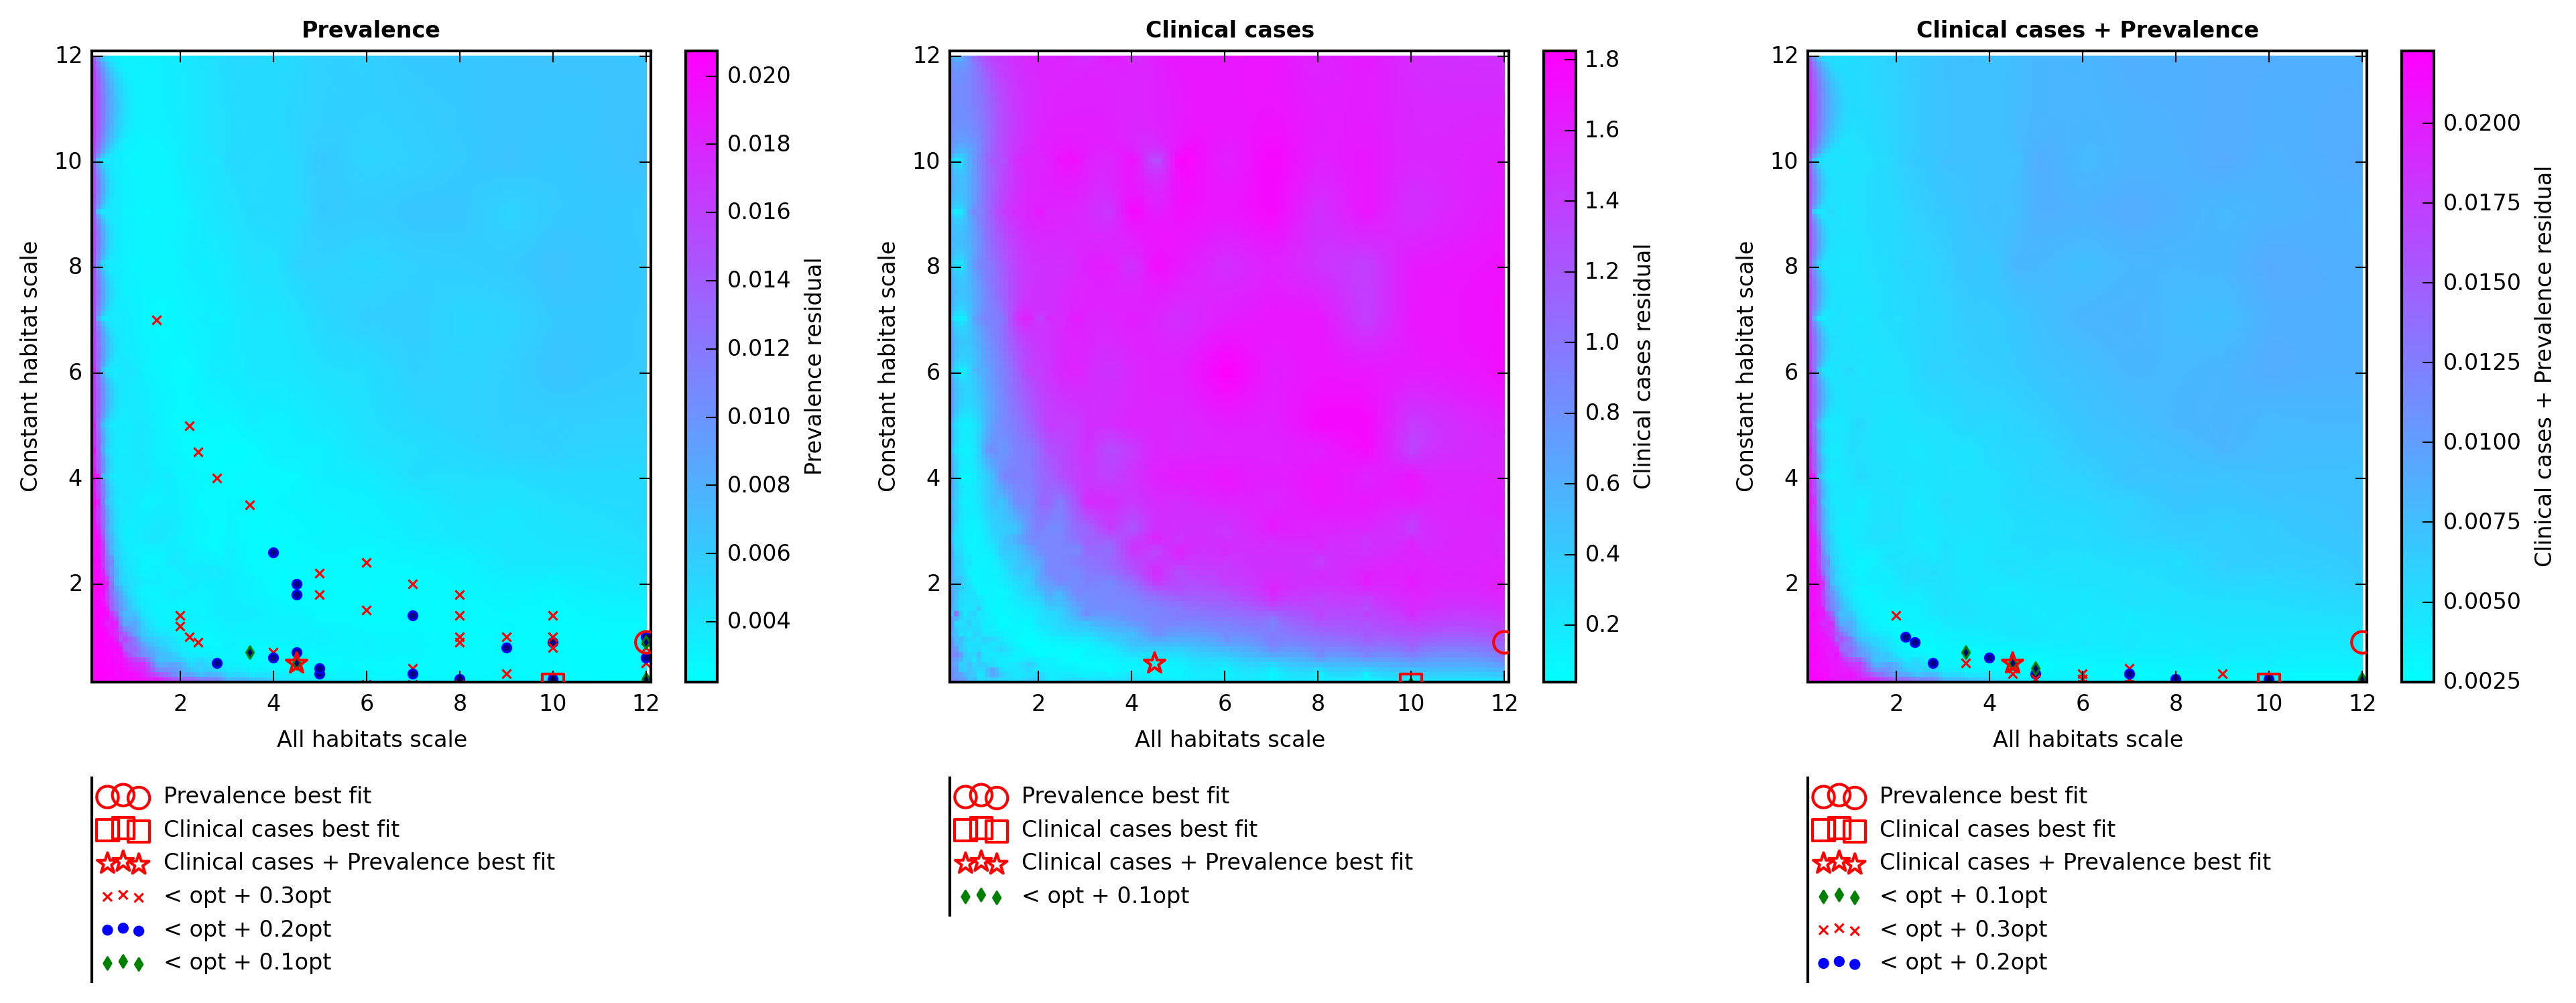 Prevalence
12
10
8
6
4
2
Constant habitat scale
2 4 6 8 10 12
All habitats scale
0.020
0.018
0.016
0.014
0.012
0.010
0.008
0.006
0.004
Prevalence residual
Prevalence best fit
Clinical cases best fit
Clinical cases + Prevalence best fit
< opt + 0.3opt
< opt + 0.2opt
< opt + 0.1opt
Clinical cases
12
10
8
6
4
2
Constant habitat scale
2 4 6 8 10 12
All habitats scale
1.8
1.6
1.4
1.2
1.0
0.8
0.6
0.4
0.2
Clinical cases residual
Prevalence best fit
Clinical cases best fit
Clinical cases + Prevalence best fit
< opt + 0.1opt
Clinical cases + Prevalence
12
10
8
6
4
2
Constant habitat scale
2 4 6 8 10 12
All habitats scale
0.0200
0.0175
0.0150
0.0125
0.0100
0.0075
0.0050
0.0025
Clinical cases + Prevalence residual
Prevalence best fit
Clinical cases best fit
Clinical cases + Prevalence best fit
< opt + 0.1opt
< opt + 0.3opt
< opt + 0.2opt